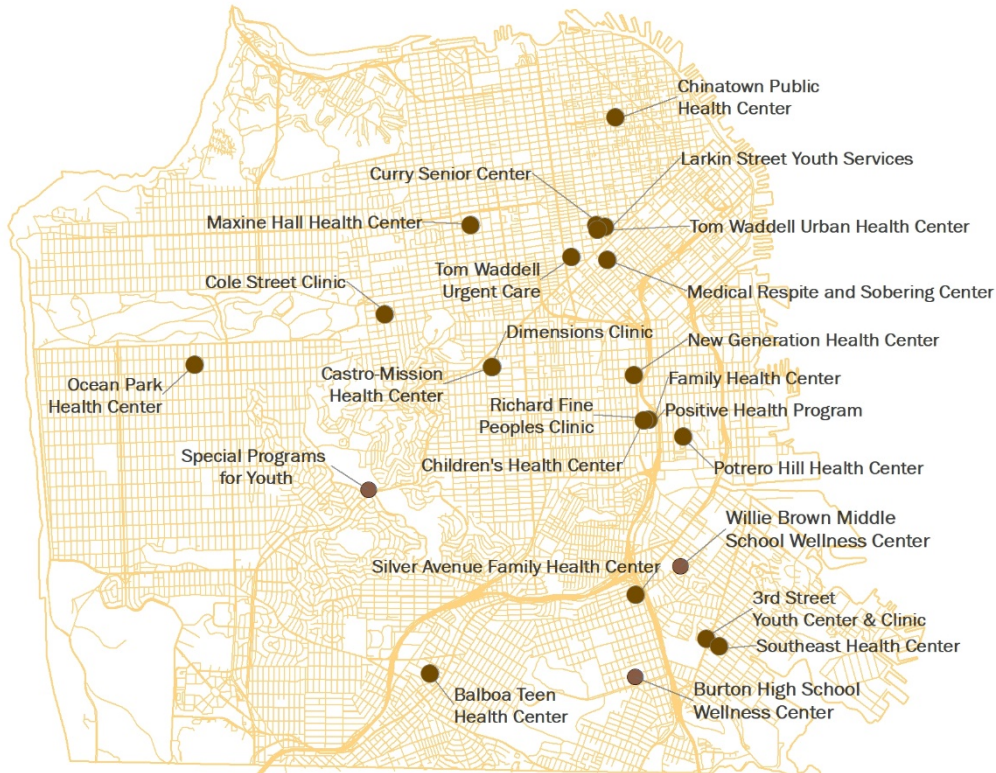 Chinatown Public
Health Center
Larkin Street Youth Services
Curry Senior Center
Maxine Hall Health Center
Tom Waddell Urban Health Center
Tom Waddell
Urgent Care
Cole Street Clinic
Medical Respite and Sobering Center
Dimensions Clinic
New Generation Health Center
Castro-Mission
Health Center
Family Health Center
Ocean Park
Health Center
Richard Fine
Peoples Clinic
Positive Health Program
Children's Health Center
Potrero Hill Health Center
Special Programs
for Youth
Willie Brown Middle
School Wellness Center
Silver Avenue Family Health Center
3rd Street
Youth Center & Clinic
Southeast Health Center
Balboa Teen
Health Center
Burton High School
Wellness Center